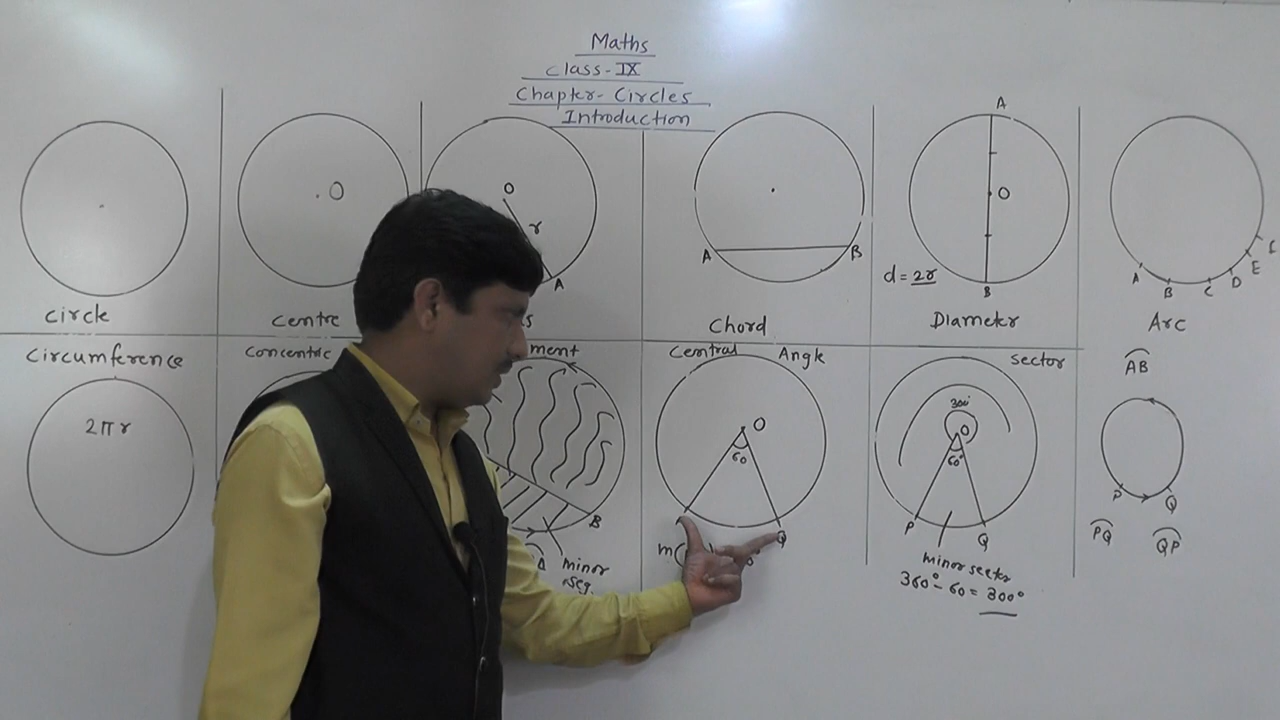 Maths
Class-IX
Chapter- Circles
Introduction
O
O
r
A
A
B
A
O
B
d = 2r
A
B
C
D
E
Circle
Centre
Chord
Diameter
Arc
Circumference
2πr
Concentric
ment
B
minor
seg.
Central Angle
O
60
Q
m(
Sector
300°
O
60°
P
Q
minor sector
360° - 60 = 300°
AB
P
Q
PQ
QP